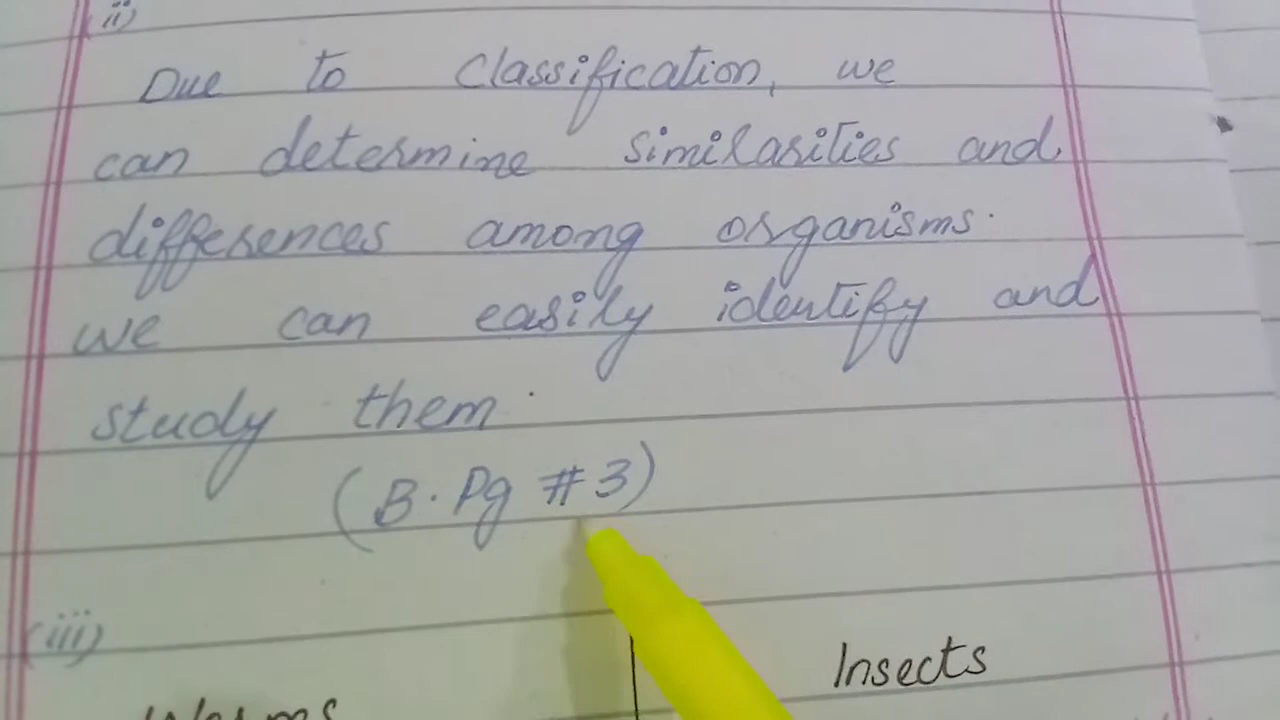 ii)
Due to Classification, we
can determine similarities and
differences among organisms.
we can easily identify and
study them.
(B. Pg #3)
(iii)
Worms Insects